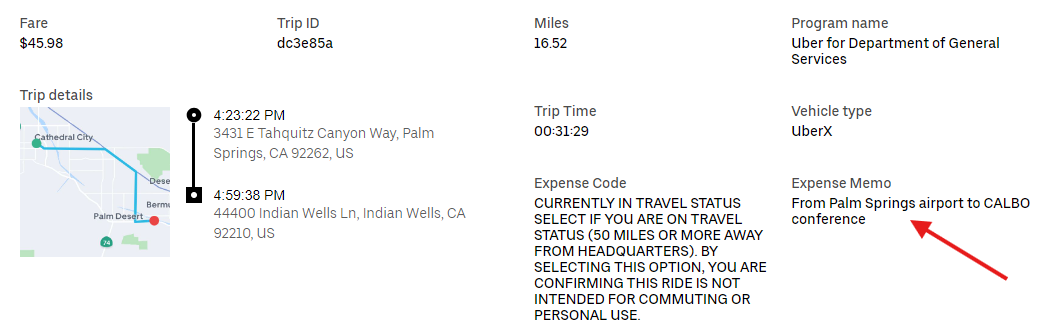 Fare
$45.98
Trip ID
dc3e85a
Miles
16.52
Program name
Uber for Department of General
Services
Trip details
Cathedral City
Dese
Bermu
Palm Desert
74
4:23:22 PM
3431 E Tahquitz Canyon Way, Palm
Springs, CA 92262, US
4:59:38 PM
44400 Indian Wells Ln, Indian Wells, CA
92210, US
Trip Time
00:31:29
Vehicle type
UberX
Expense Code
CURRENTLY IN TRAVEL STATUS
SELECT IF YOU ARE ON TRAVEL
STATUS (50 MILES OR MORE AWAY
FROM HEADQUARTERS). BY
SELECTING THIS OPTION, YOU ARE
CONFIRMING THIS RIDE IS NOT
INTENDED FOR COMMUTING OR
PERSONAL USE.
Expense Memo
From Palm Springs airport to CALBO
conference